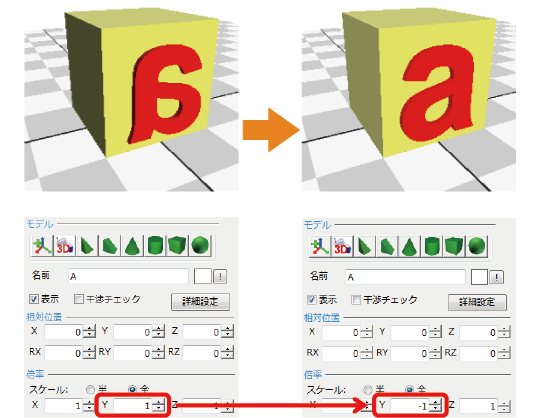 a
a
モデル
3D
名前 A !
表示 干渉チェック 詳細設定
相対位置
X 0 Y 0 Z 0
RX 0 RY 0 RZ 0
倍率
スケール: 半 全
X 1 Y 1 Z 1
モデル
3D
名前 A !
表示 干渉チェック 詳細設定
相対位置
X 0 Y 0 Z 0
RX 0 RY 0 RZ 0
倍率
スケール: 半 全
X Y -1 Z 1